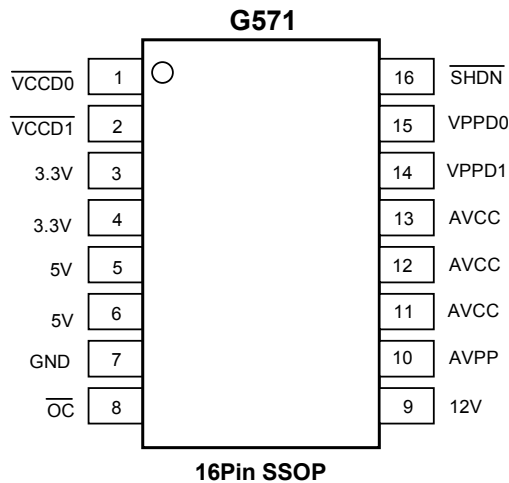 G571
VCCD0 1 16 SHDN
VCCD1 2 15 VPPD0
3.3V 3 14 VPPD1
3.3V 4 13 AVCC
5V 5 12 AVCC
5V 6 11 AVCC
GND 7 10 AVPP
OC 8 9 12V
16Pin SSOP